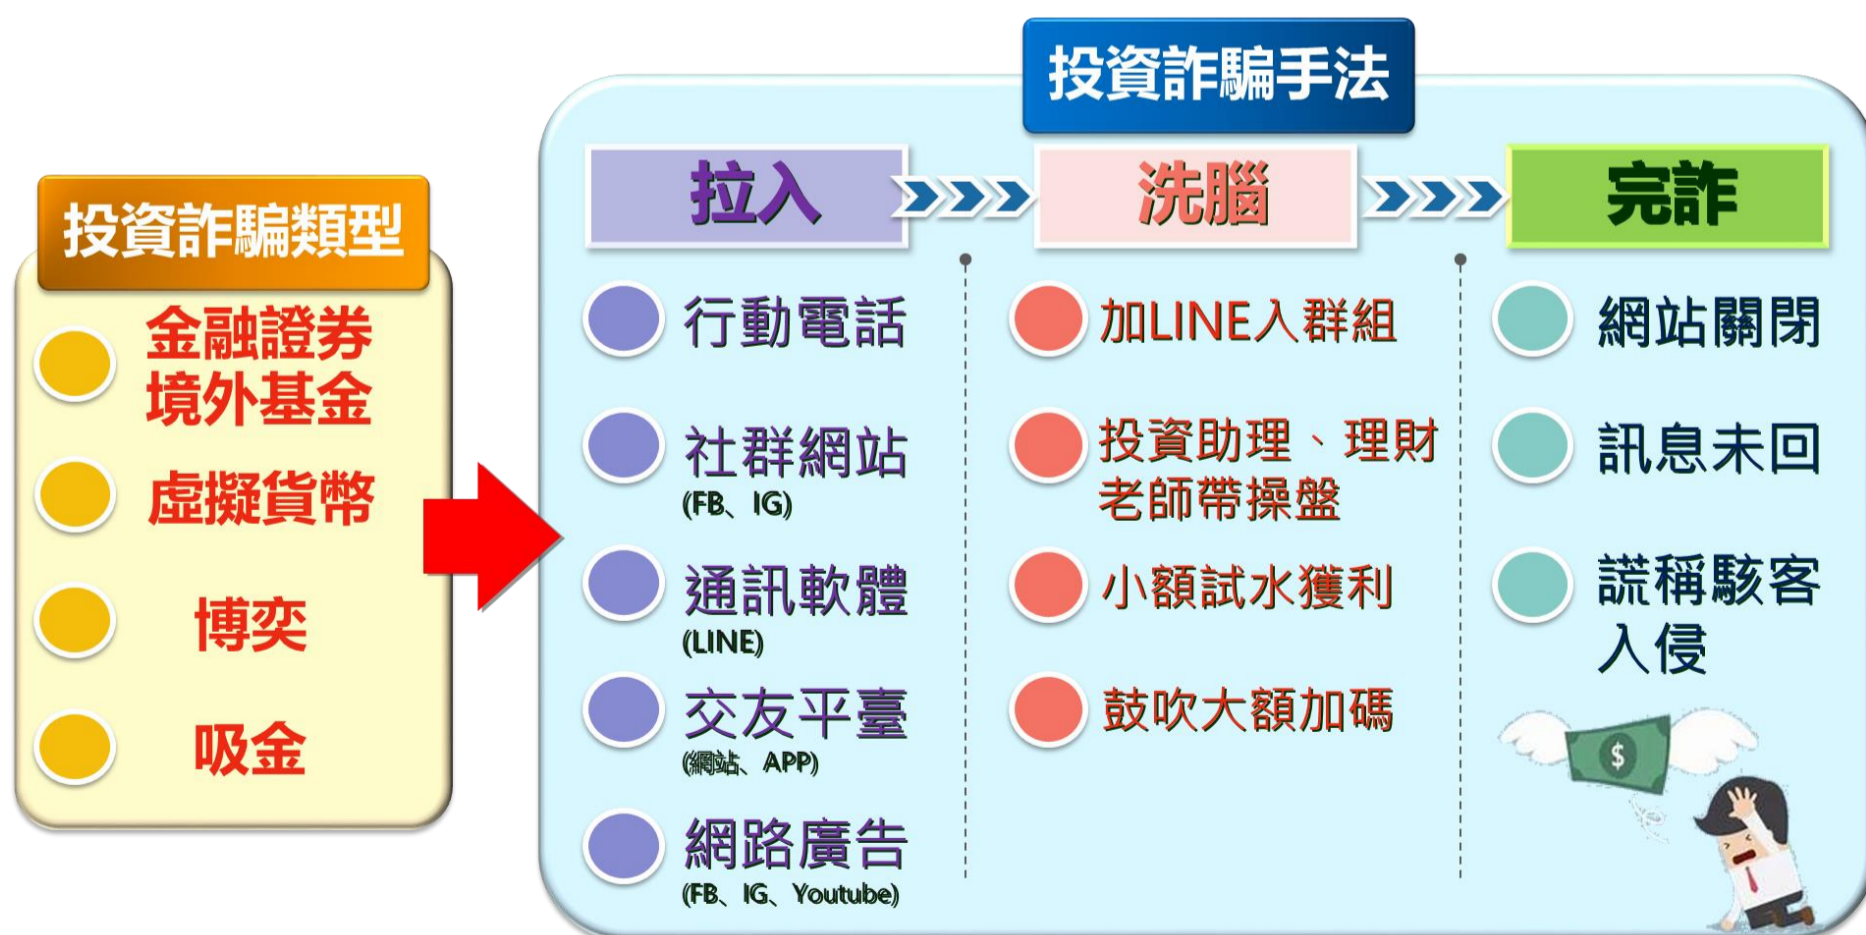 投資詐騙類型
金融證券
境外基金
虛擬貨幣
博奕
吸金
投資詐騙手法
拉入
行動電話
社群網站
(FB、IG)
通訊軟體
(LINE)
交友平臺
(網站、APP)
網路廣告
(FB、IG、Youtube)
洗腦
加LINE入群組
投資助理、理財
老師帶操盤
小額試水獲利
鼓吹大額加碼
完詐
網站關閉
訊息未回
謊稱駭客
入侵
$